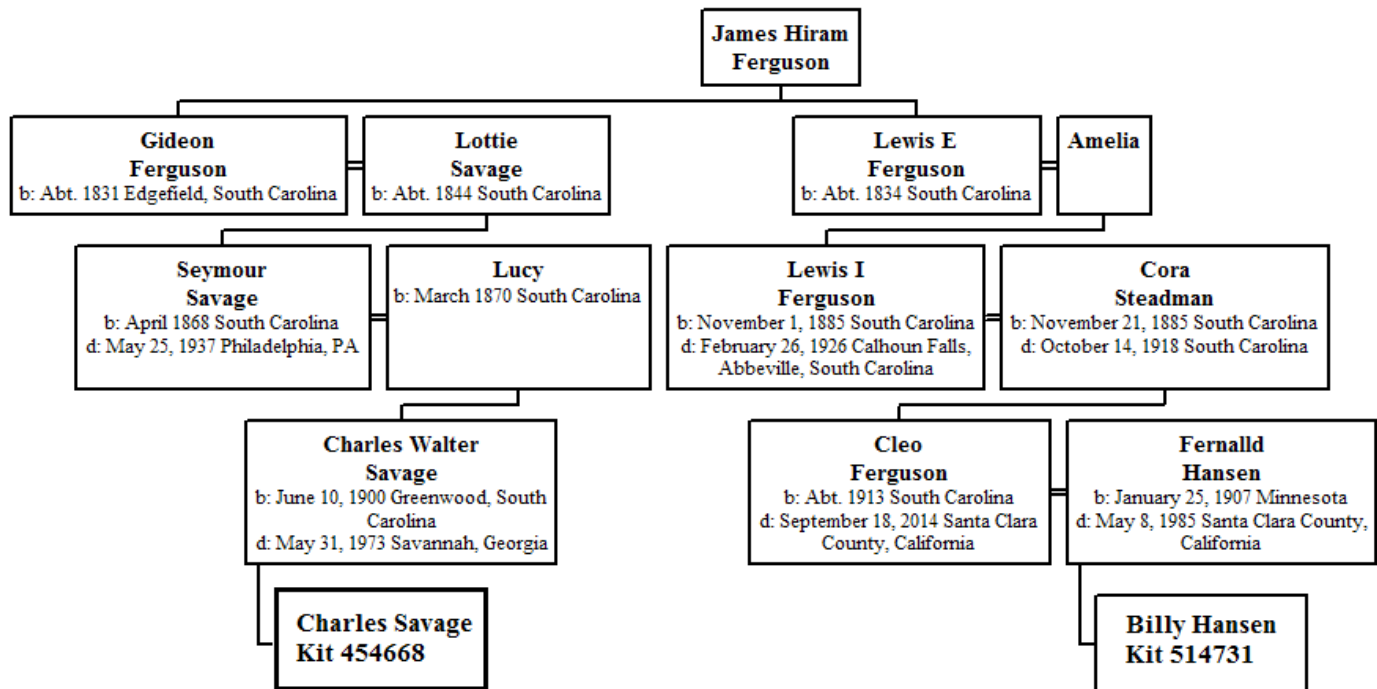 James Hiram
Ferguson
Gideon
Ferguson
b: Abt. 1831 Edgefield, South Carolina
Lottie
Savage
b: Abt. 1844 South Carolina
Lewis E
Ferguson
b: Abt. 1834 South Carolina
Amelia
Seymour
Savage
b: April 1868 South Carolina
d: May 25, 1937 Philadelphia, PA
Lucy
b: March 1870 South Carolina
Lewis I
Ferguson
b: November 1, 1885 South Carolina
d: February 26, 1926 Calhoun Falls,
Abbeville, South Carolina
Cora
Steadman
b: November 21, 1885 South Carolina
d: October 14, 1918 South Carolina
Charles Walter
Savage
b: June 10, 1900 Greenwood, South
Carolina
d: May 31, 1973 Savannah, Georgia
Cleo
Ferguson
b: Abt. 1913 South Carolina
d: September 18, 2014 Santa Clara
County, California
Fernalld
Hansen
b: January 25, 1907 Minnesota
d: May 8, 1985 Santa Clara County,
California
Charles Savage
Kit 454668
Billy Hansen
Kit 514731